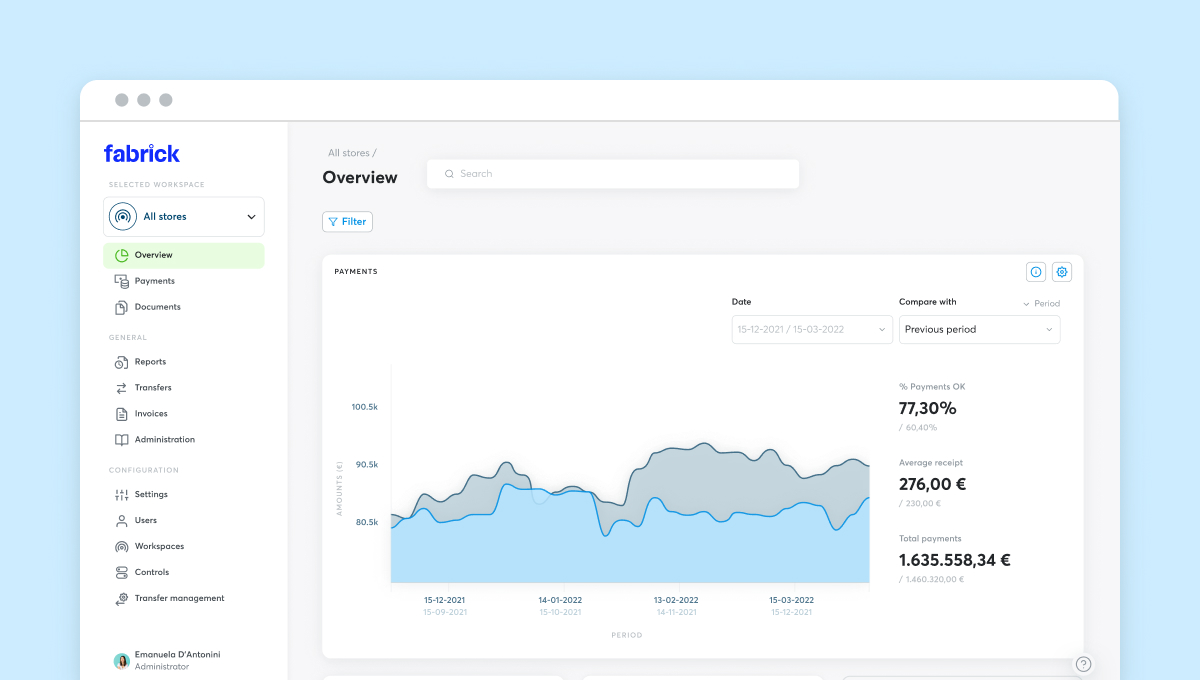 fabrick
SELECTED WORKSPACE
All stores
Overview
Payments
Documents
GENERAL
Reports
Transfers
Invoices
Administration
CONFIGURATION
Settings
Users
Workspaces
Controls
Transfer management
Emanuela D'Antonini
Administrator
All stores /
Overview
Search
Filter
PAYMENTS
Date
15-12-2021 / 15-03-2022
Compare with
Period
Previous period
100.5k
90.5k
80.5k
AMOUNTS (€)
15-12-2021
15-09-2021
14-01-2022
15-10-2021
13-02-2022
14-11-2021
15-03-2022
15-12-2021
PERIOD
% Payments OK
77,30%
/ 60,40%
Average receipt
276,00 €
/ 230,00 €
Total payments
1.635.558,34 €
/ 1.460.320,00 €
?